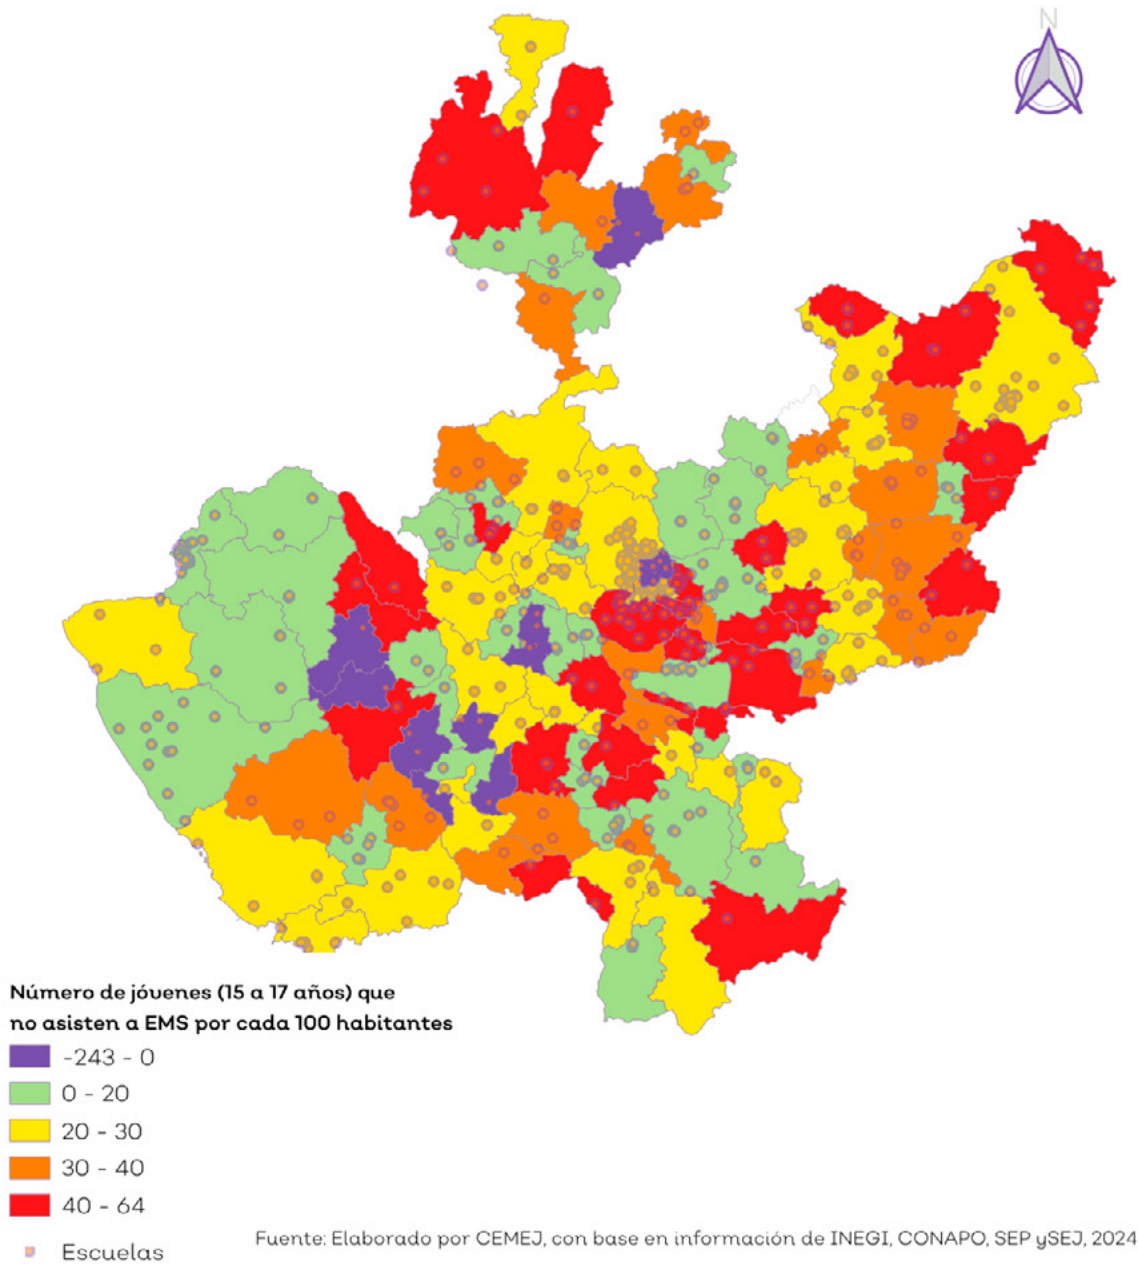 N
Número de jóvenes (15 a 17 años) que
no asisten a EMS por cada 100 habitantes
-243 - 0
0 - 20
20 - 30
30 - 40
40 - 64
Escuelas
Fuente: Elaborado por CEMEJ, con base en información de INEGI, CONAPO, SEP ySEJ, 2024